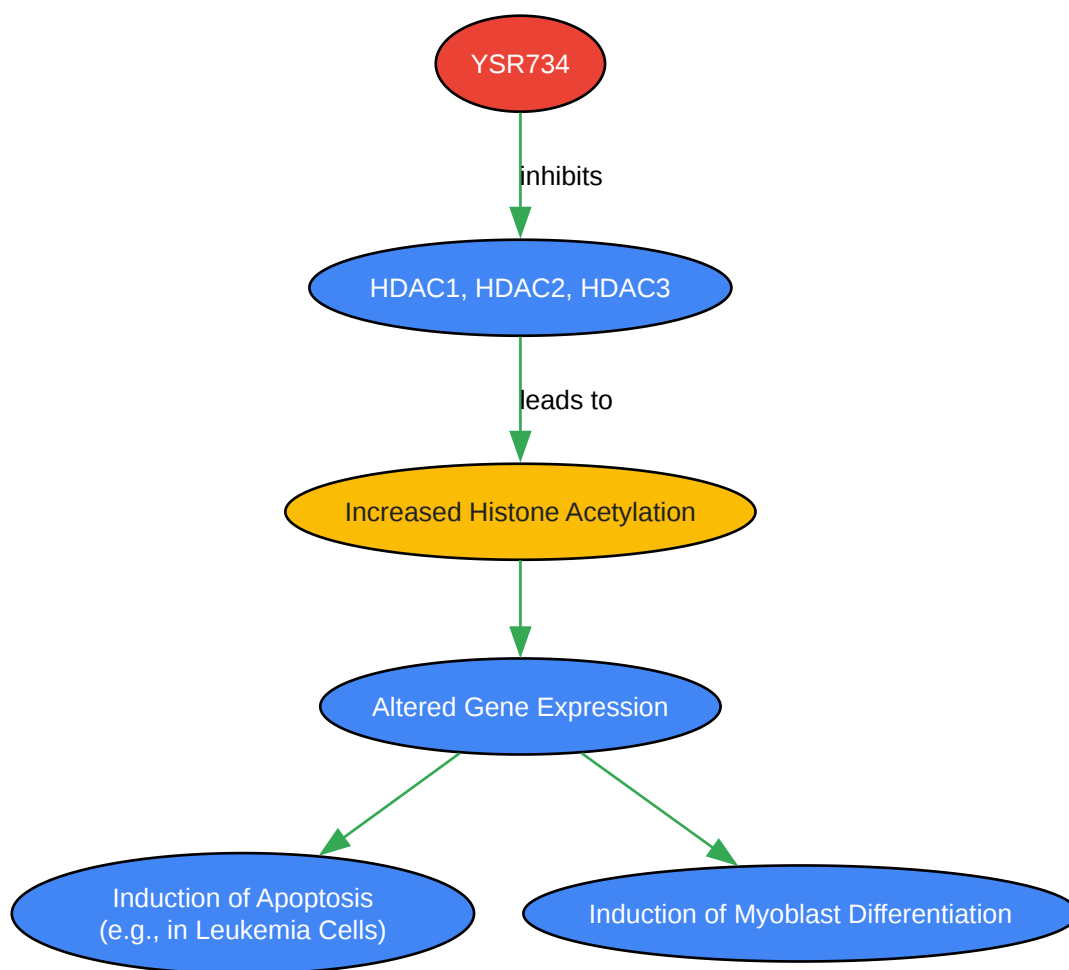 YSR734
inhibits
HDAC1, HDAC2, HDAC3
leads to
Increased Histone Acetylation
Altered Gene Expression
Induction of Apoptosis
(e.g., in Leukemia Cells)
Induction of Myoblast Differentiation